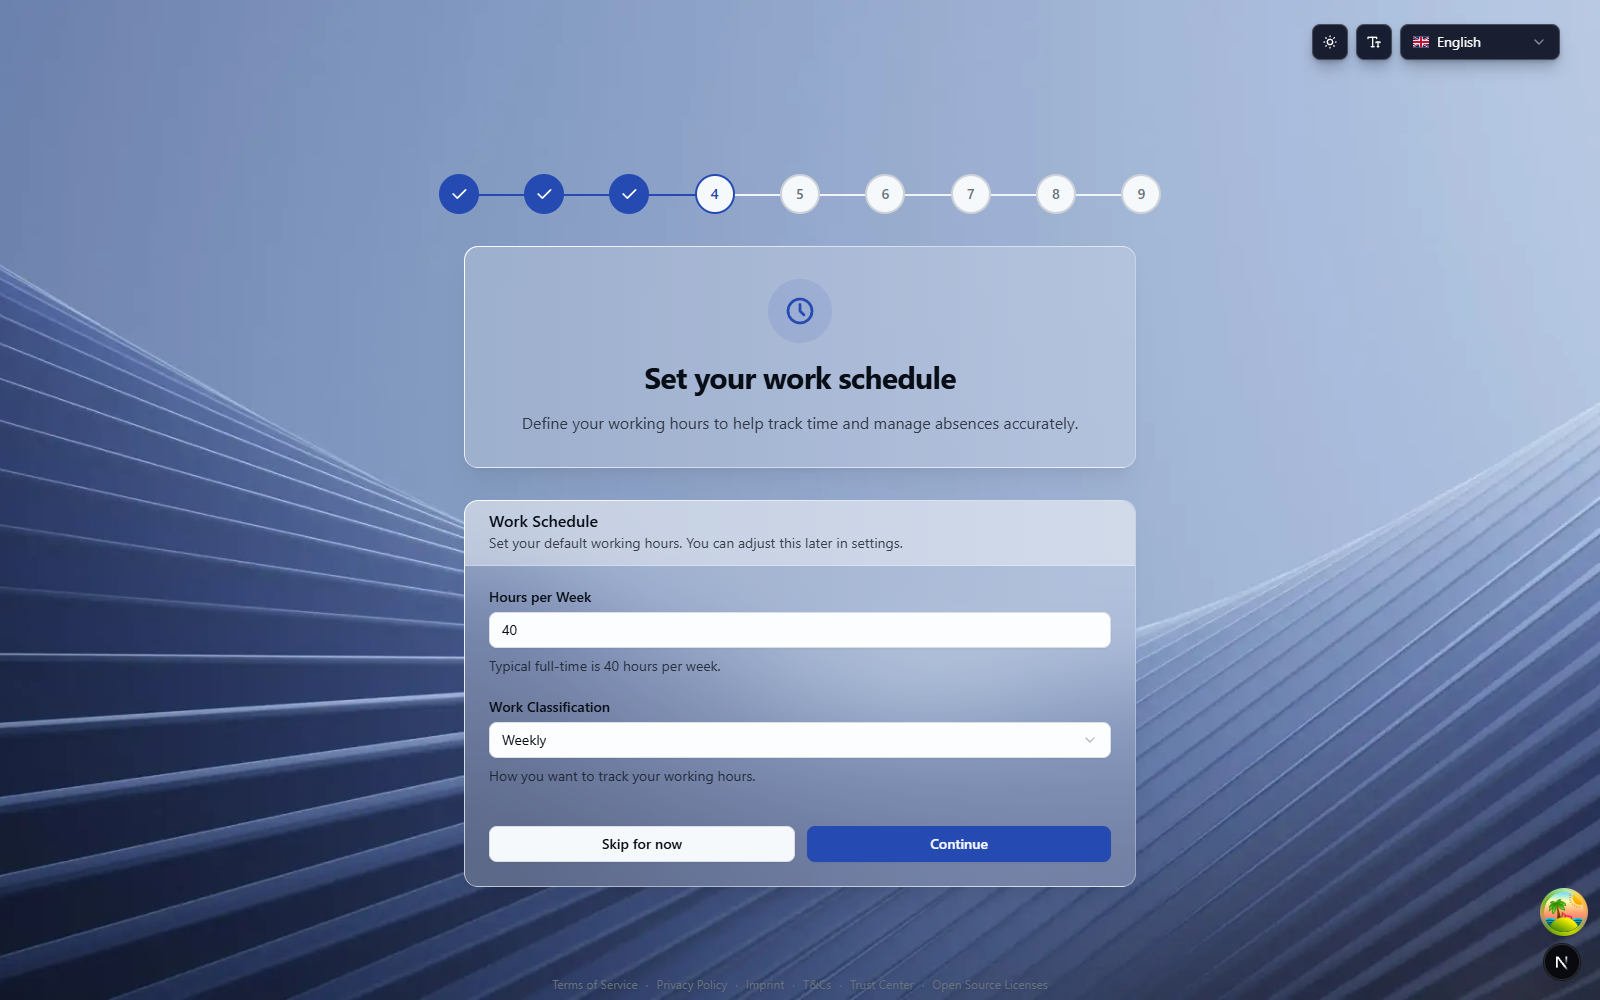 English
4 5 6 7 8 9
Set your work schedule
Define your working hours to help track time and manage absences accurately.
Work Schedule
Set your default working hours. You can adjust this later in settings.
Hours per Week
40
Typical full-time is 40 hours per week.
Work Classification
Weekly
How you want to track your working hours.
Skip for now Continue
Terms of Service · Privacy Policy · Imprint · T&Cs · Trust Center · Open Source Licenses
N